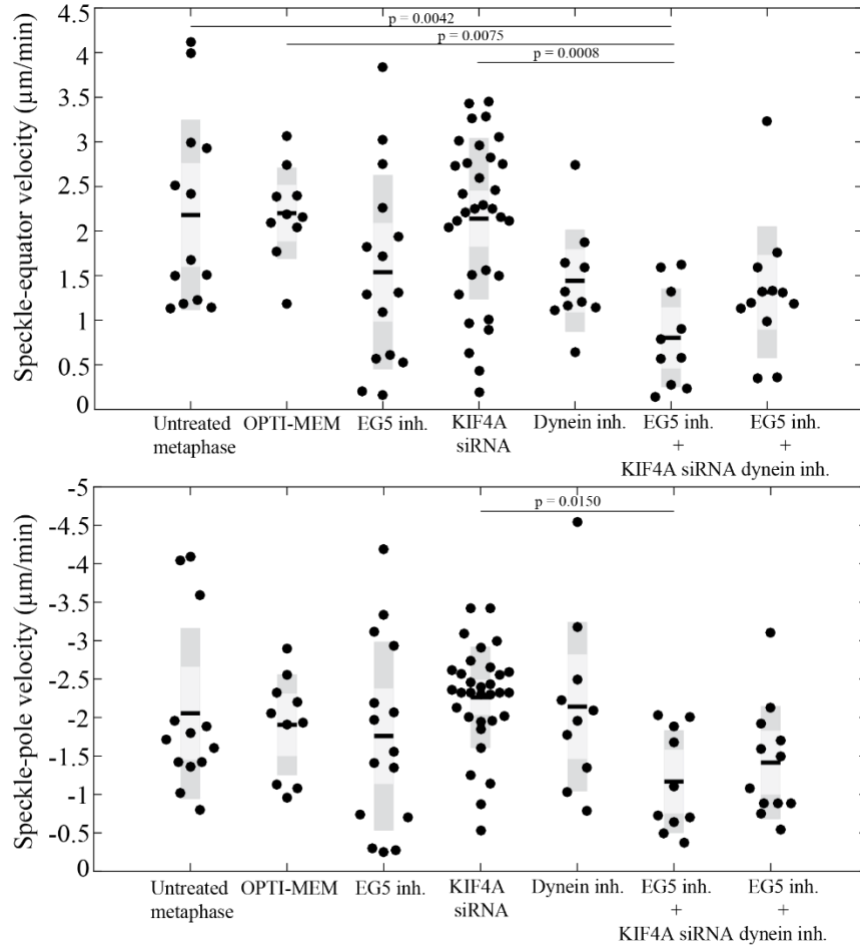 Speckle-equator velocity (μm/min)
4.5
4
3.5
3
2.5
2
1.5
1
0.5
0
p = 0.0042
p = 0.0075
p = 0.0008
Untreated metaphase
OPTI-MEM
EG5 inh.
KIF4A siRNA
Dynein inh.
EG5 inh. + KIF4A siRNA
EG5 inh. + dynein inh.
Speckle-pole velocity (μm/min)
-5
-4.5
-4
-3.5
-3
-2.5
-2
-1.5
-1
-0.5
0
p = 0.0150
Untreated metaphase
OPTI-MEM
EG5 inh.
KIF4A siRNA
Dynein inh.
EG5 inh. + KIF4A siRNA
EG5 inh. + dynein inh.